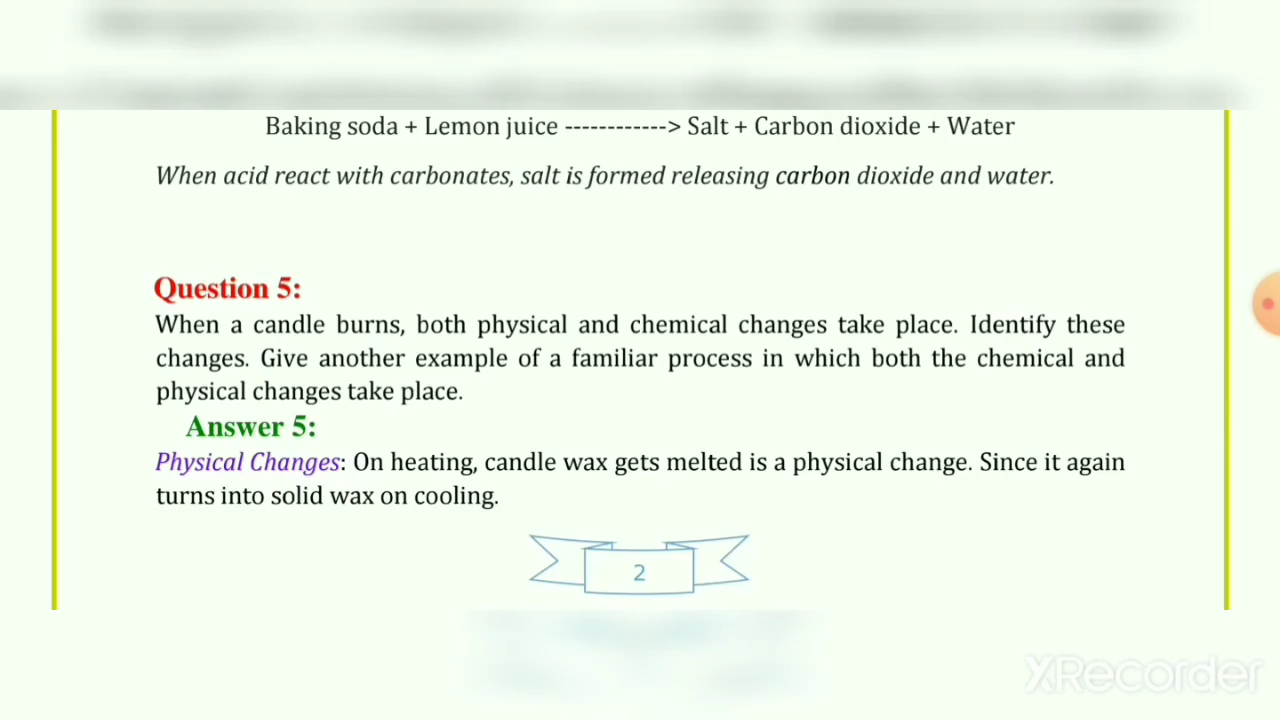 Baking soda + Lemon juice ------------> Salt + Carbon dioxide + Water
When acid react with carbonates, salt is formed releasing carbon dioxide and water.
Question 5:
When a candle burns, both physical and chemical changes take place. Identify these
changes. Give another example of a familiar process in which both the chemical and
physical changes take place.
Answer 5:
Physical Changes: On heating, candle wax gets melted is a physical change. Since it again
turns into solid wax on cooling.
2
XRecorder